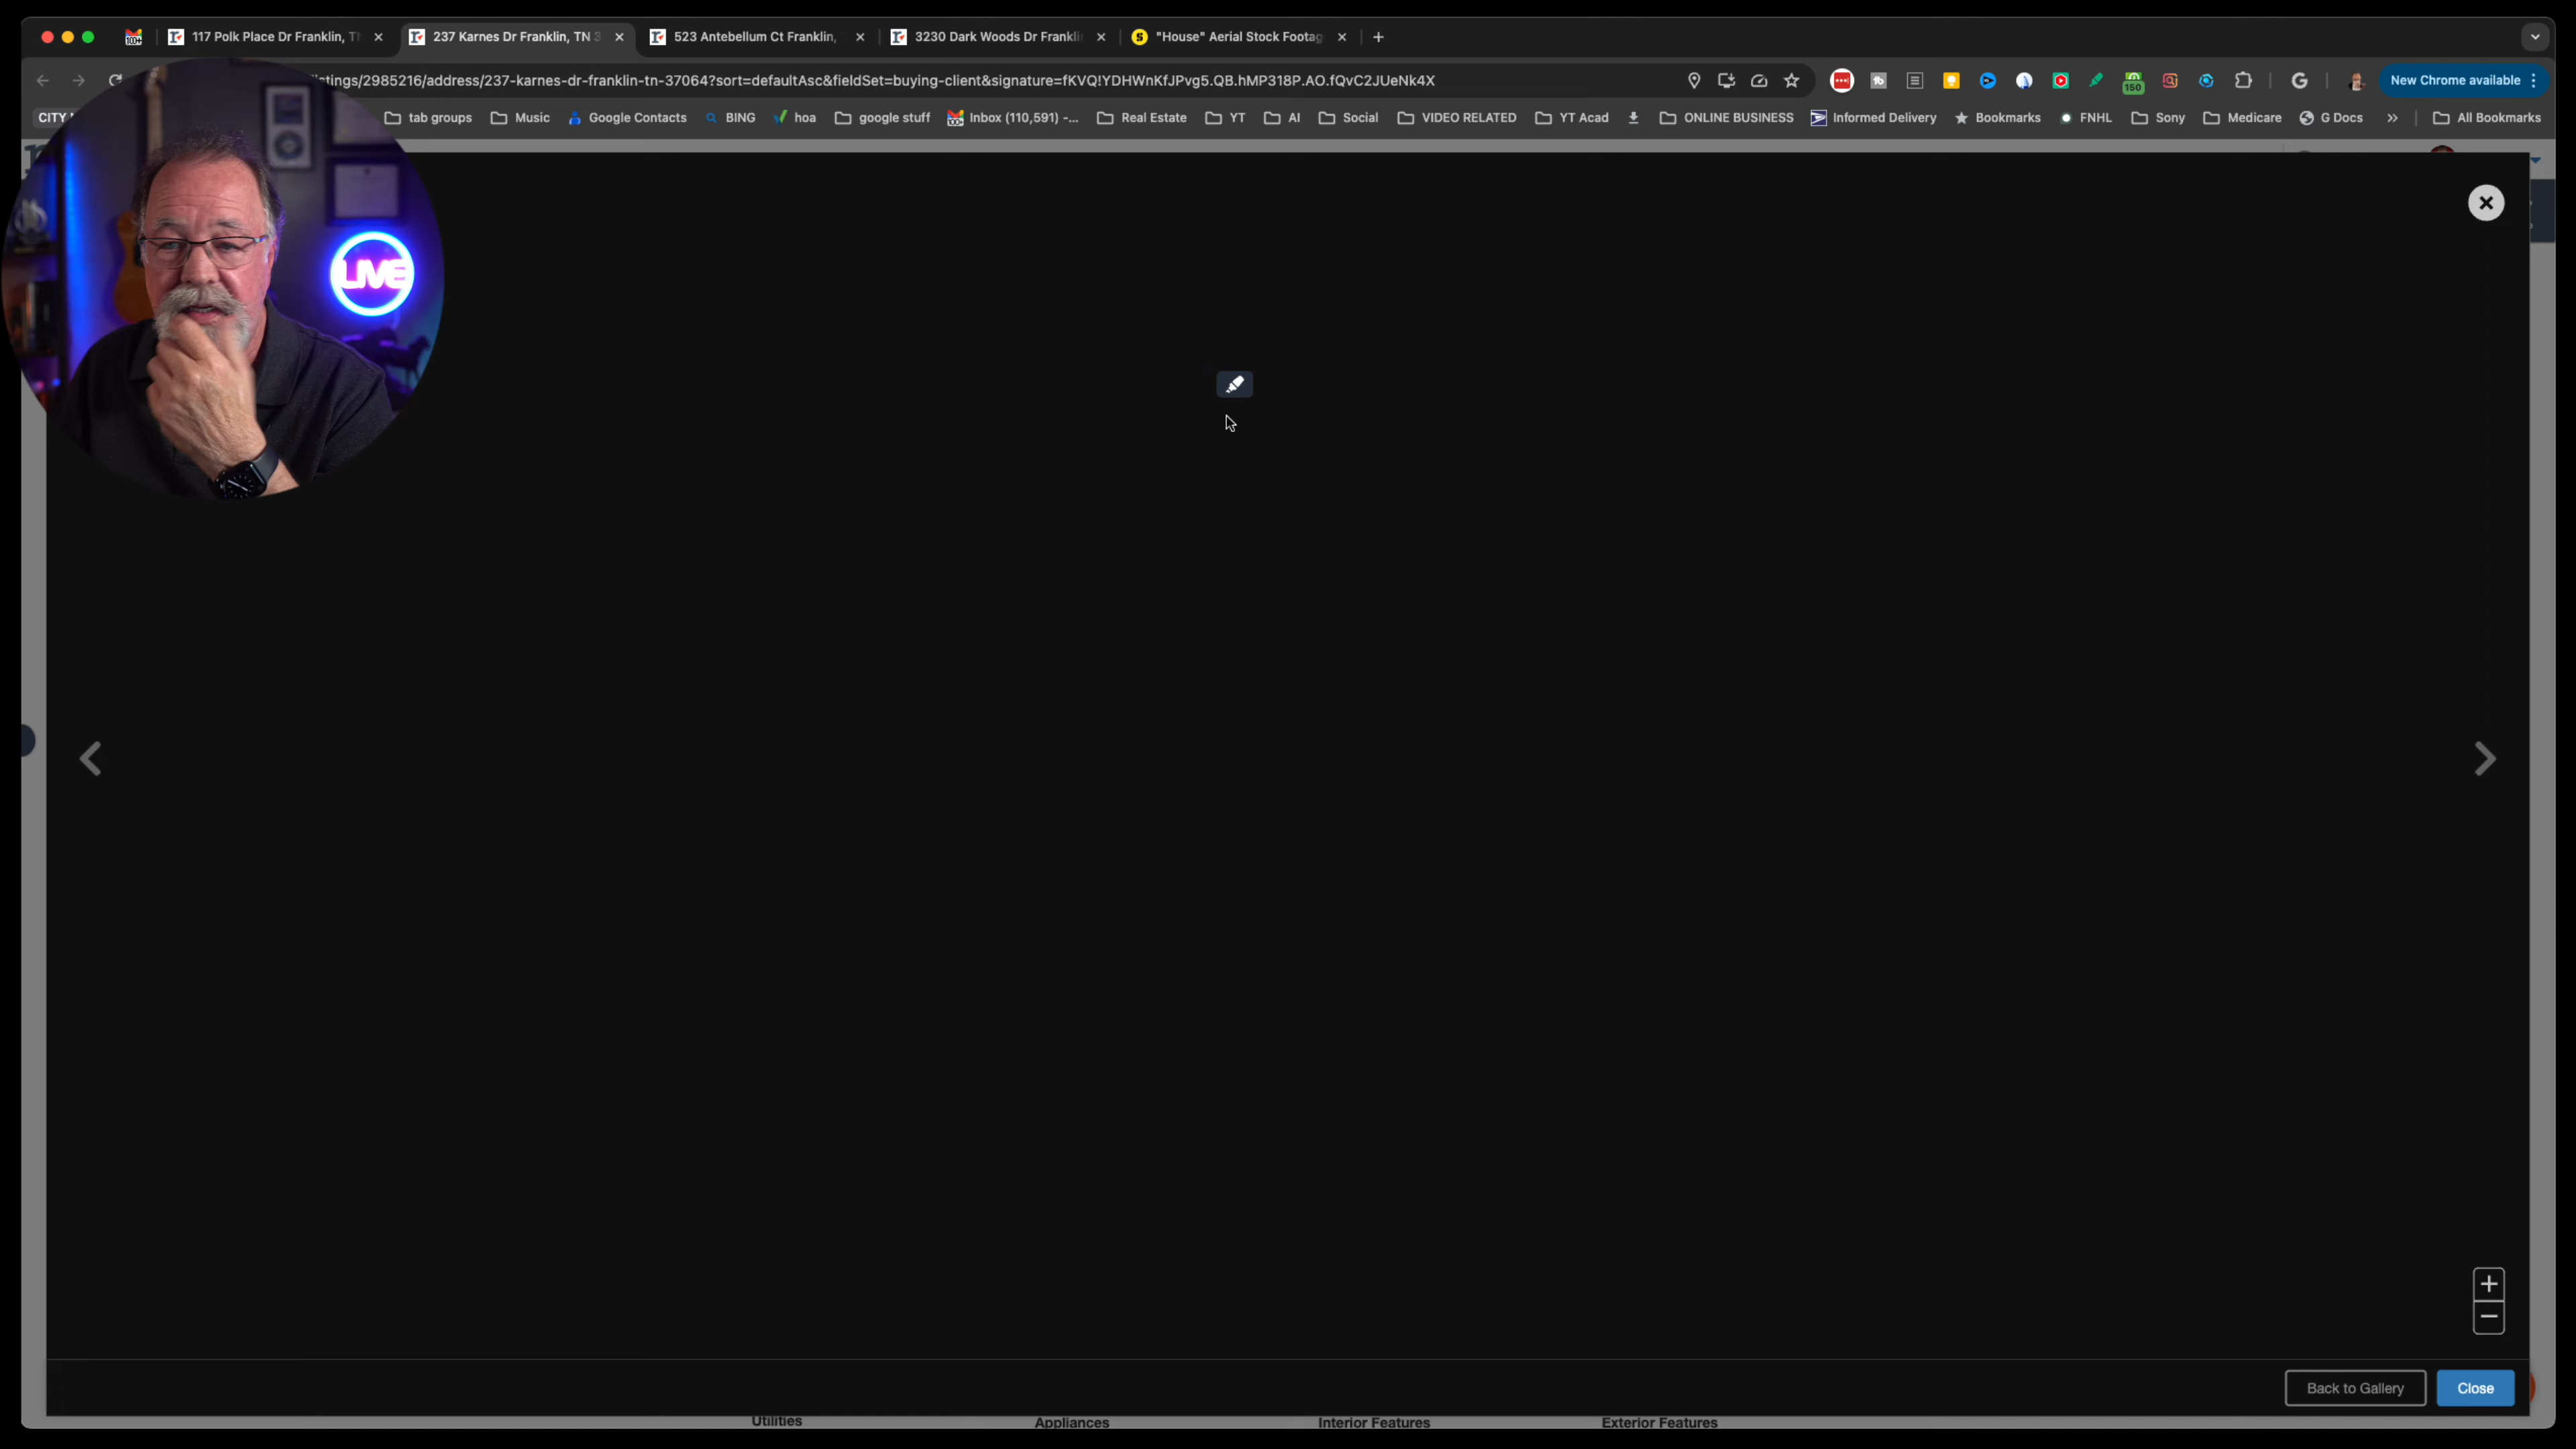 117 Polk Place Dr Franklin, T
237 Karnes Dr Franklin, TN 3
523 Antebellum Ct Franklin,
3230 Dark Woods Dr Frankli
"House" Aerial Stock Footag
istings/2985216/address/237-karnes-dr-franklin-tn-37064?sort=defaultAsc&fieldSet=buying-client&signature=fKVQ!YDHWnKfJPvg5.QB.hMP318P.AO.fQvC2JUeNk4X
150
New Chrome available
CITY
tab groups
Music
Google Contacts
BING
hoa
google stuff
Inbox (110,591) -...
Real Estate
YT
AI
Social
VIDEO RELATED
YT Acad
ONLINE BUSINESS
Informed Delivery
Bookmarks
FNHL
Sony
Medicare
G Docs
All Bookmarks
LIVE
Back to Gallery
Close
Utilities
Appliances
Interior Features
Exterior Features